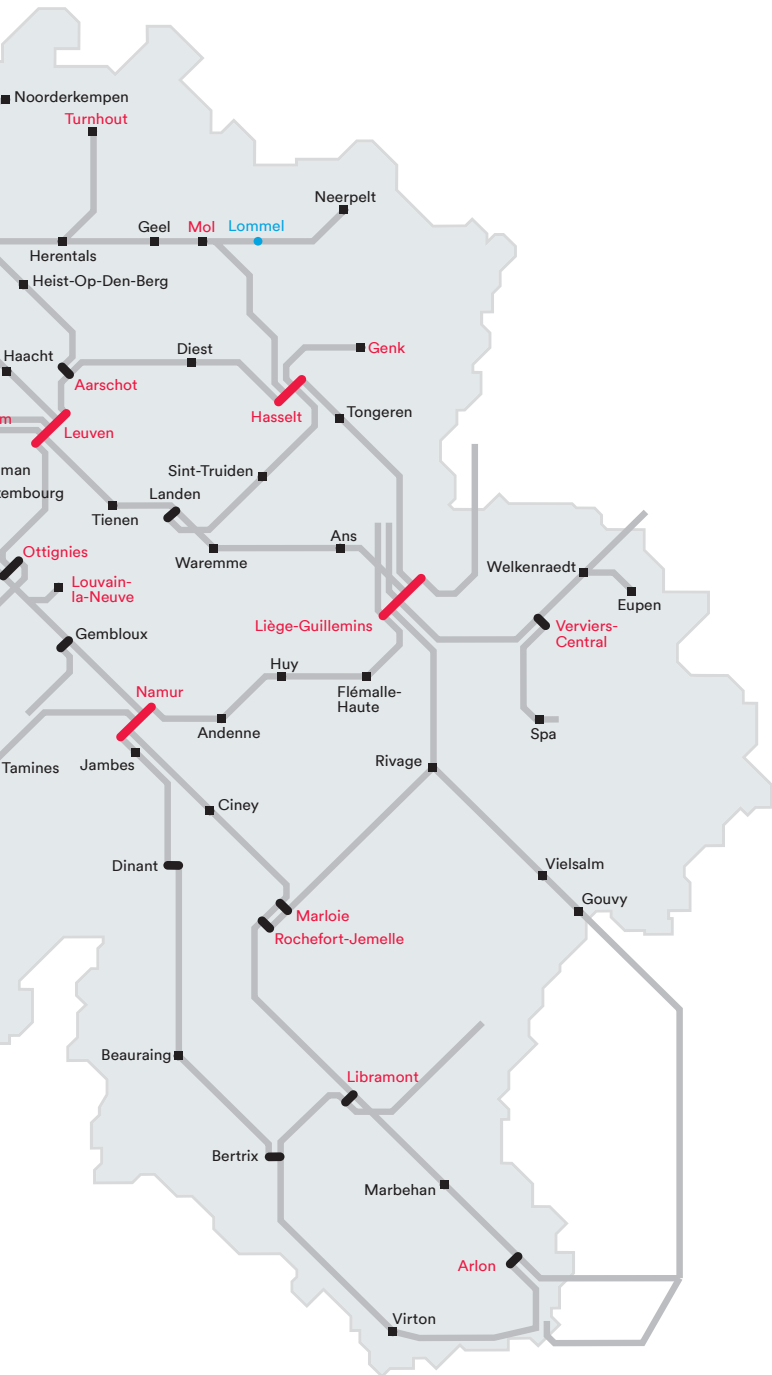 Noorderkempen
Turnhout
Neerpelt
Geel
Mol
Lommel
Herentals
Heist-Op-Den-Berg
Haacht
Diest
Genk
Aarschot
Hasselt
Tongeren
m
Leuven
man
Sint-Truiden
tembourg
Landen
Tienen
Ans
Waremme
Ottignies
Welkenraedt
Louvain-
la-Neuve
Eupen
Liège-Guillemins
Verviers-
Central
Gembloux
Huy
Flémalle-
Haute
Namur
Andenne
Spa
Tamines
Jambes
Rivage
Ciney
Dinant
Vielsalm
Gouvy
Marloie
Rochefort-Jemelle
Beauraing
Libramont
Bertrix
Marbehan
Arlon
Virton